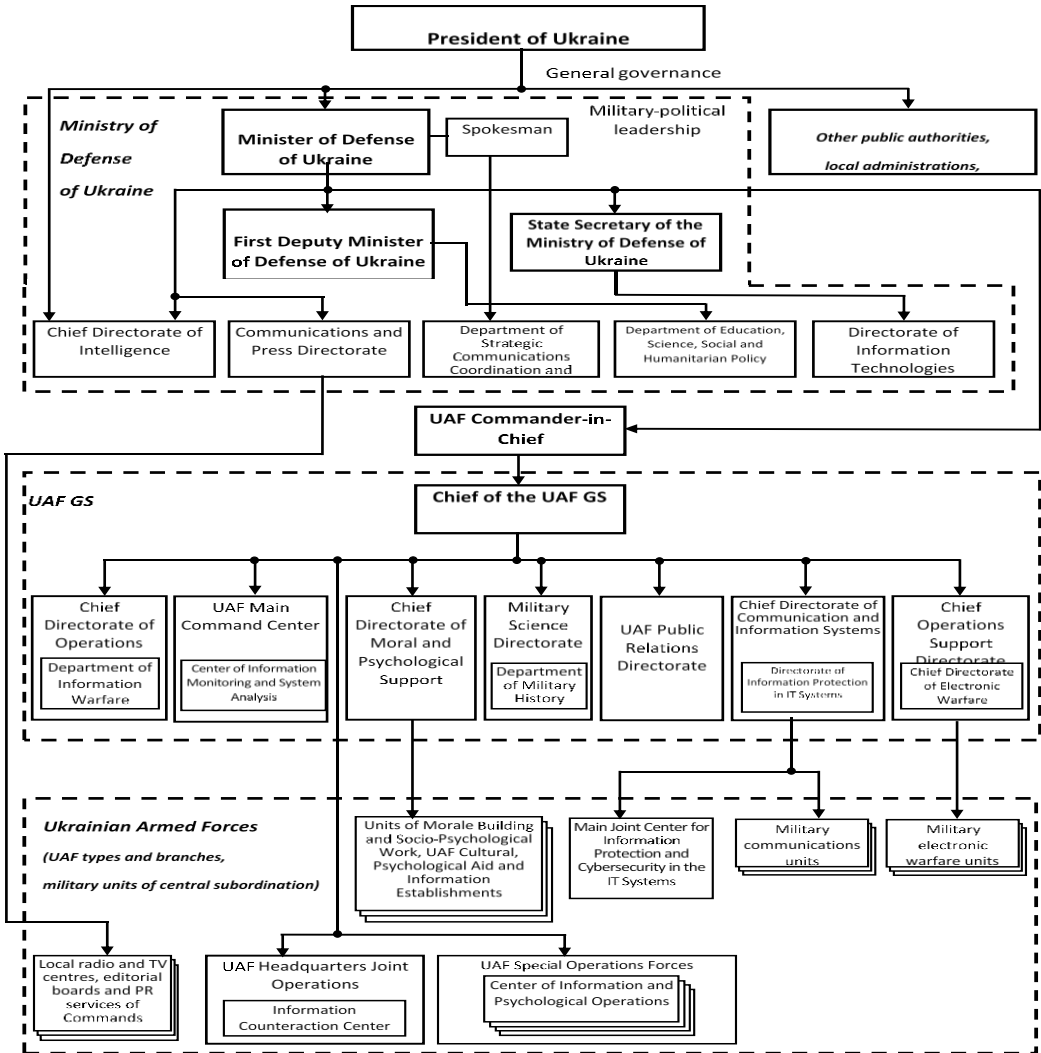 President of Ukraine
General governance
Ministry of
Defense
of Ukraine
Minister of Defense
of Ukraine
Spokesman
Military-political
leadership
Other public authorities,
local administrations,
First Deputy Minister
of Defense of Ukraine
State Secretary of the
Ministry of Defense of
Ukraine
Chief Directorate of
Intelligence
Communications and
Press Directorate
Department of
Strategic
Communications
Coordination and
Department of Education,
Science, Social and
Humanitarian Policy
Directorate of
Information
Technologies
UAF Commander-in-
Chief
UAF GS
Chief of the UAF GS
Chief
Directorate of
Operations
Department of
Information
Warfare
UAF Main
Command Center
Center of Information
Monitoring and System
Analysis
Chief
Directorate of
Moral and
Psychological
Support
Military
Science
Directorate
Department
of Military
History
UAF Public
Relations
Directorate
Chief Directorate of
Communication and
Information Systems
Directorate of
Information Protection
in IT Systems
Chief
Operations
Support
Directorate
Chief Directorate
of Electronic
Warfare
Ukrainian Armed Forces
(UAF types and branches,
military units of central subordination)
Units of Morale Building
and Socio-Psychological
Work, UAF Cultural,
Psychological Aid and
Information
Establishments
Main Joint Center for
Information
Protection and
Cybersecurity in the
IT Systems
Military
communications
units
Military
electronic
warfare units
Local radio and TV
centres, editorial
boards and PR
services of
Commands
UAF Headquarters Joint
Operations
Information
Counteraction Center
UAF Special Operations Forces
Center of Information and
Psychological Operations